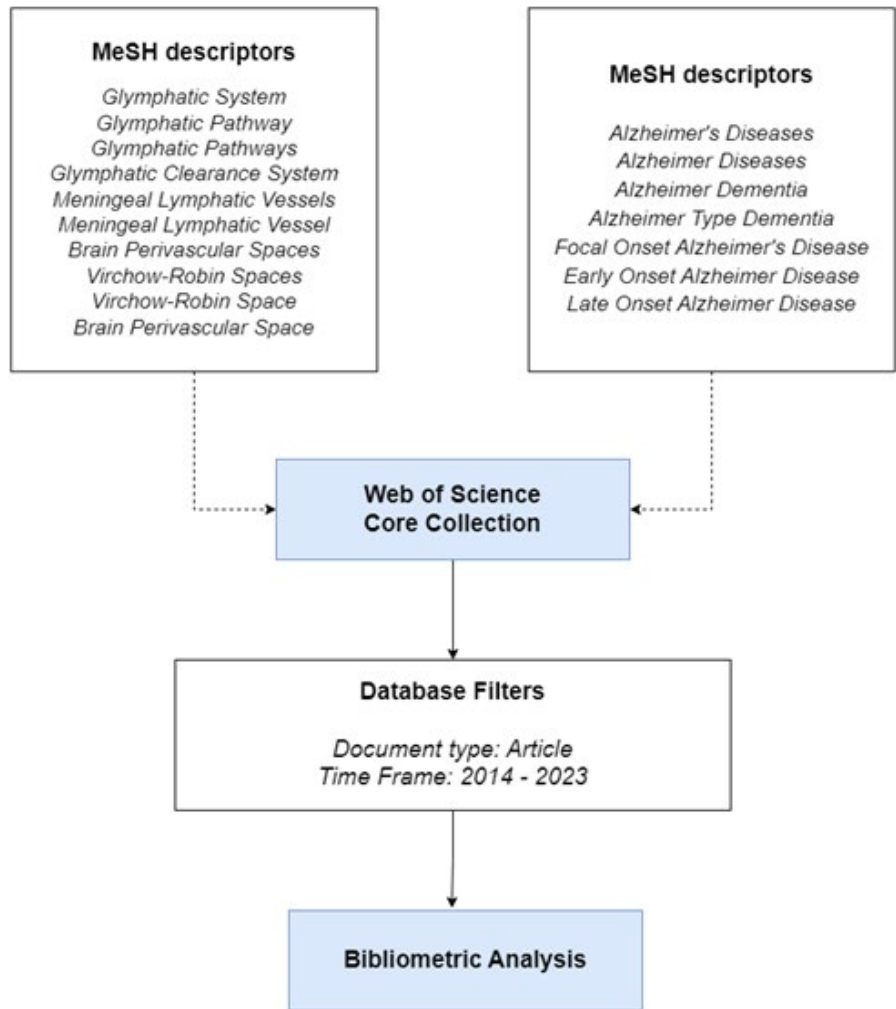 MeSH descriptors
Glymphatic System
Glymphatic Pathway
Glymphatic Pathways
Glymphatic Clearance System
Meningeal Lymphatic Vessels
Meningeal Lymphatic Vessel
Brain Perivascular Spaces
Virchow-Robin Spaces
Virchow-Robin Space
Brain Perivascular Space
MeSH descriptors
Alzheimer's Diseases
Alzheimer Diseases
Alzheimer Dementia
Alzheimer Type Dementia
Focal Onset Alzheimer's Disease
Early Onset Alzheimer Disease
Late Onset Alzheimer Disease
Web of Science
Core Collection
Database Filters
Document type: Article
Time Frame: 2014 - 2023
Bibliometric Analysis